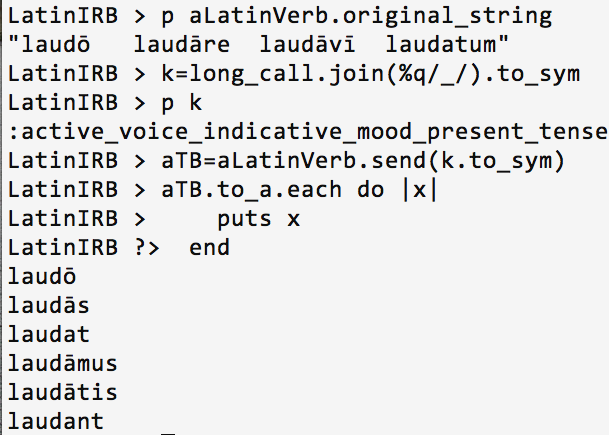 LatinIRB > p aLatinVerb.original_string
"laudō   laudāre  laudāvī  laudatum"
LatinIRB > k=long_call.join(%q/_/).to_sym
LatinIRB > p k
:active_voice_indicative_mood_present_tense
LatinIRB > aTB=aLatinVerb.send(k.to_sym)
LatinIRB > aTB.to_a.each do |x|
LatinIRB >     puts x
LatinIRB ?>  end
laudō
laudās
laudat
laudāmus
laudātis
laudant